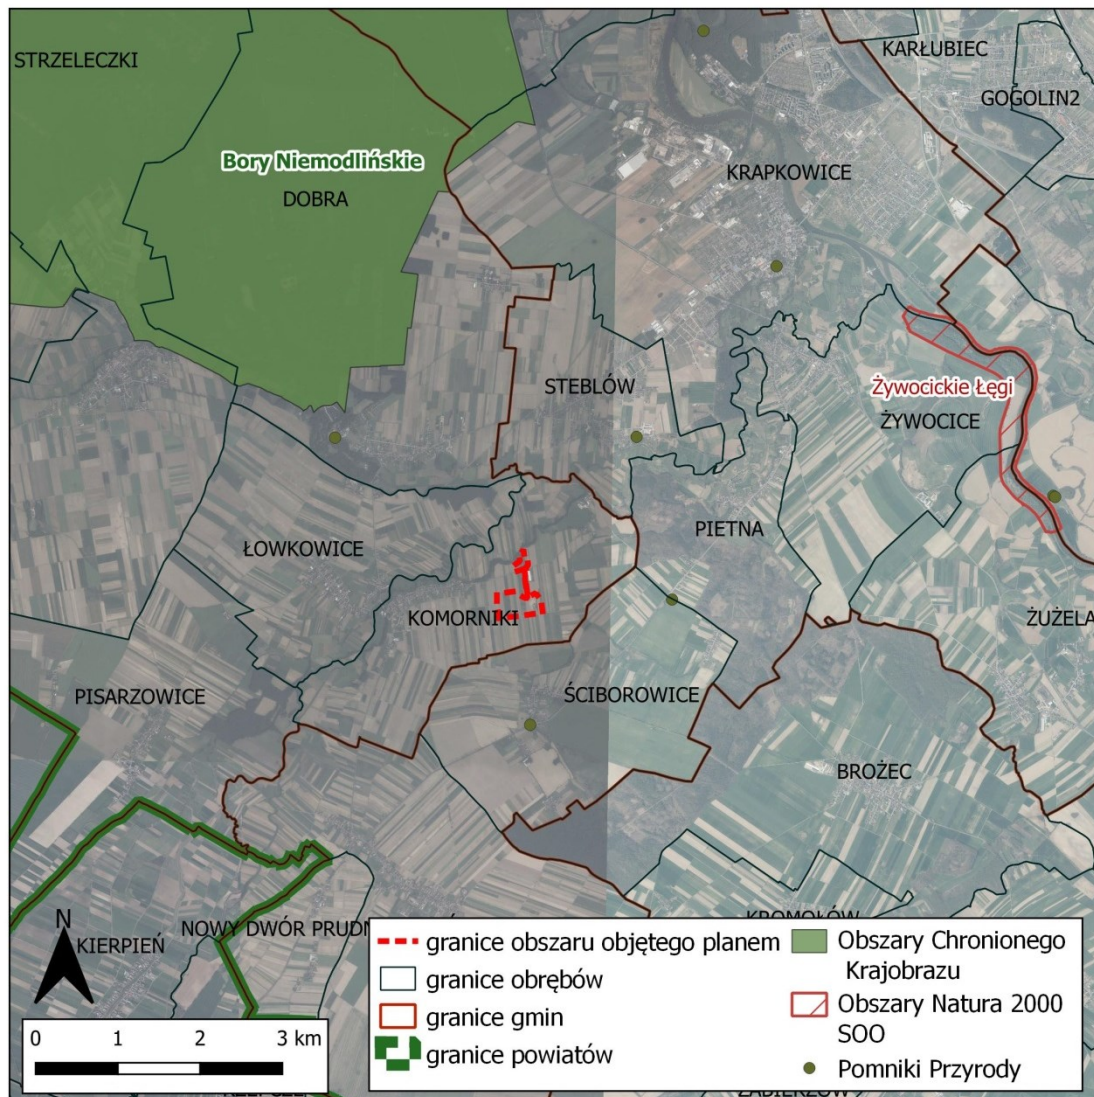 STRZELECZKI
KARŁUBIEC
GOGOLIN2
Bory Niemodlińskie
DOBRA
KRAPKOWICE
STEBLÓW
Żywocickie Łęgi
ŻYWOCICE
ŁOWKOWICE
PIETNA
KOMORNIKI
ŻUŻELA
PISARZOWICE
ŚCIBOROWICE
BROŻEC
KROMOŁÓW
NOWY DWÓR PRUDN
KIERPIEŃ
N
0 1 2 3 km
granice obszaru objętego planem
granice obrębów
granice gmin
granice powiatów
Obszary Chronionego
Krajobrazu
Obszary Natura 2000
SOO
Pomniki Przyrody